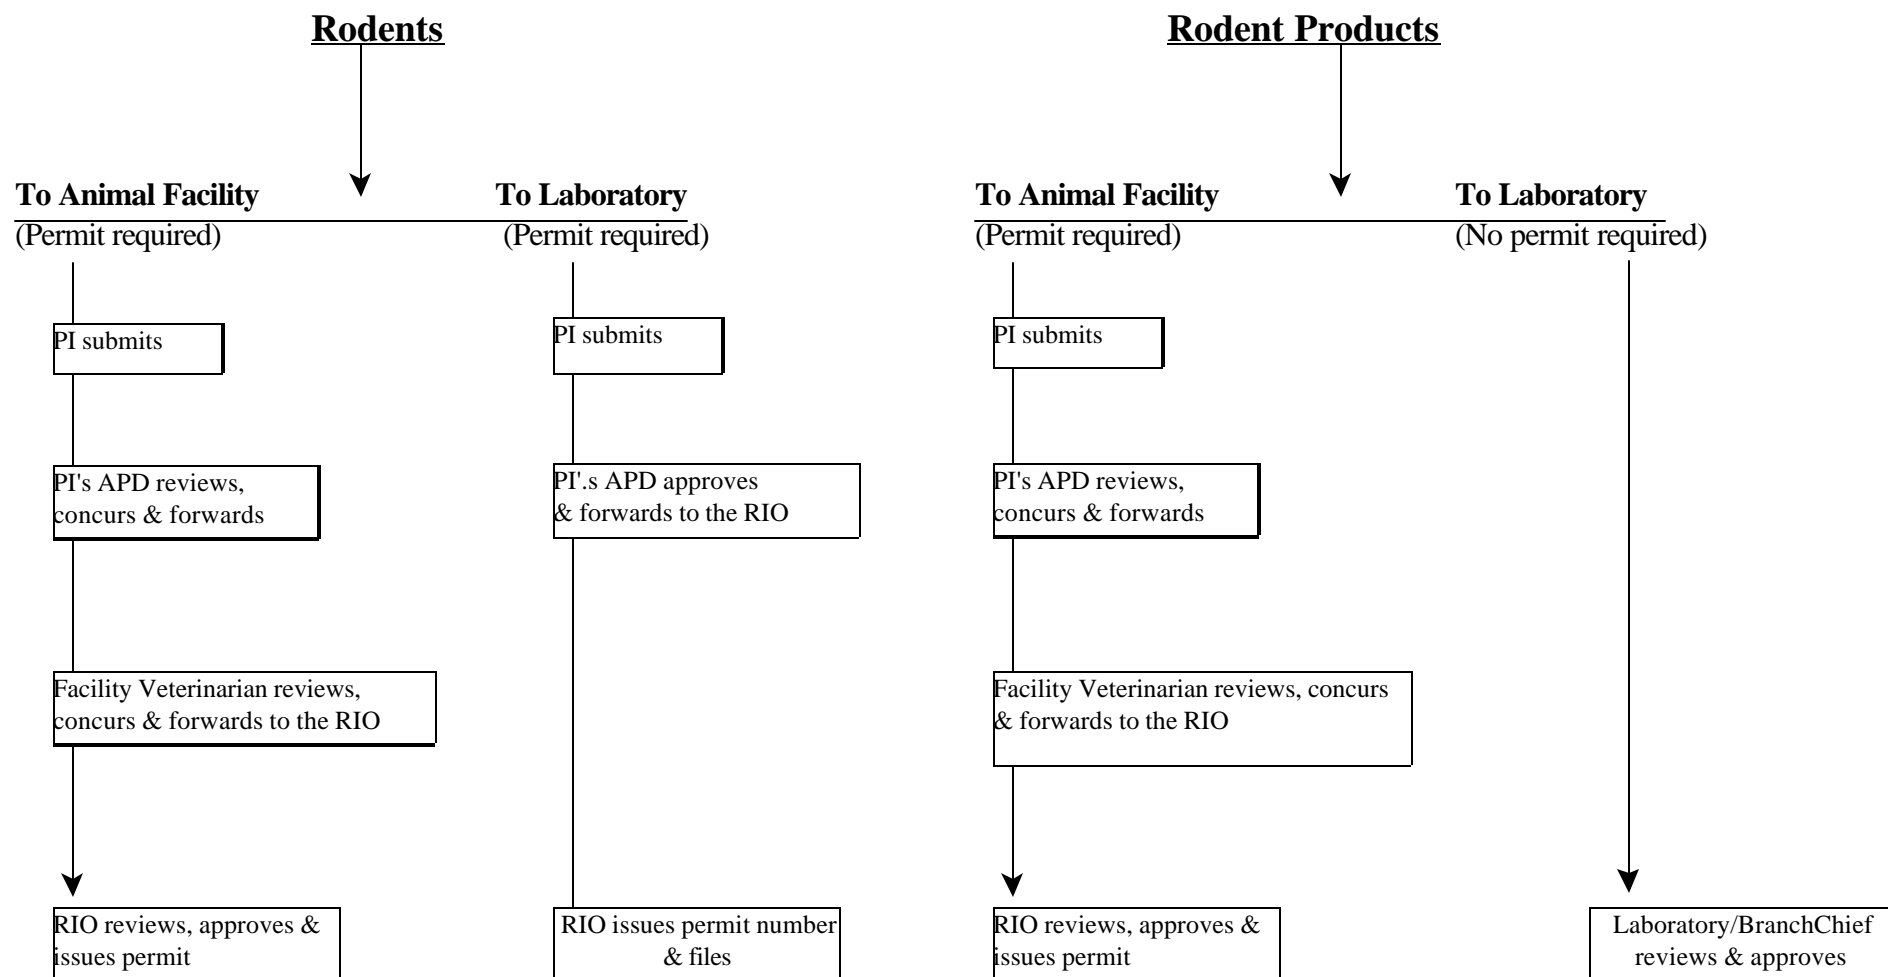 Rodents
To Animal Facility
(Permit required)
PI submits
PI's APD reviews,
concurs & forwards
Facility Veterinarian reviews,
concurs & forwards to the RIO
RIO reviews, approves &
issues permit
To Laboratory
(Permit required)
PI submits
PI'.s APD approves
& forwards to the RIO
RIO issues permit number
& files
Rodent Products
To Animal Facility
(Permit required)
PI submits
PI's APD reviews,
concurs & forwards
Facility Veterinarian reviews, concurs
& forwards to the RIO
RIO reviews, approves &
issues permit
To Laboratory
(No permit required)
Laboratory/BranchChief
reviews & approves